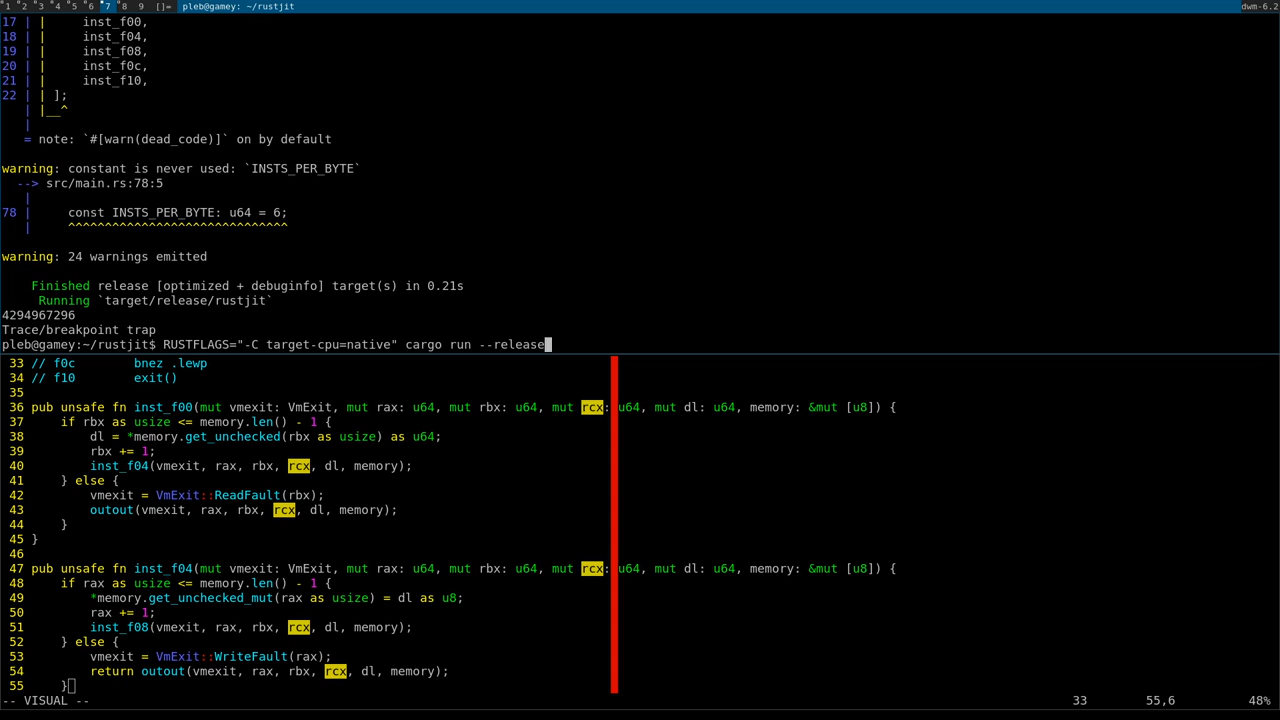 1 2 3 4 5 6 7 8 9 []= pleb@gamey: ~/rustjit dwm-6.2
17 | |     inst_f00,
18 | |     inst_f04,
19 | |     inst_f08,
20 | |     inst_f0c,
21 | |     inst_f10,
22 | | ];
   | |__^
   |
   = note: `#[warn(dead_code)]` on by default
warning: constant is never used: `INSTS_PER_BYTE`
  --> src/main.rs:78:5
   |
78 |     const INSTS_PER_BYTE: u64 = 6;
   |     ^^^^^^^^^^^^^^^^^^^^^^^^^^^^^^
warning: 24 warnings emitted
    Finished release [optimized + debuginfo] target(s) in 0.21s
     Running `target/release/rustjit`
4294967296
Trace/breakpoint trap
pleb@gamey:~/rustjit$ RUSTFLAGS="-C target-cpu=native" cargo run --release
33 // f0c        bnez .lewp
34 // f10        exit()
35
36 pub unsafe fn inst_f00(mut vmexit: VmExit, mut rax: u64, mut rbx: u64, mut rcx: u64, mut dl: u64, memory: &mut [u8]) {
37     if rbx as usize <= memory.len() - 1 {
38         dl = *memory.get_unchecked(rbx as usize) as u64;
39         rbx += 1;
40         inst_f04(vmexit, rax, rbx, rcx, dl, memory);
41     } else {
42         vmexit = VmExit::ReadFault(rbx);
43         outout(vmexit, rax, rbx, rcx, dl, memory);
44     }
45 }
46
47 pub unsafe fn inst_f04(mut vmexit: VmExit, mut rax: u64, mut rbx: u64, mut rcx: u64, mut dl: u64, memory: &mut [u8]) {
48     if rax as usize <= memory.len() - 1 {
49         *memory.get_unchecked_mut(rax as usize) = dl as u8;
50         rax += 1;
51         inst_f08(vmexit, rax, rbx, rcx, dl, memory);
52     } else {
53         vmexit = VmExit::WriteFault(rax);
54         return outout(vmexit, rax, rbx, rcx, dl, memory);
55     }
-- VISUAL -- 33 55,6 48%